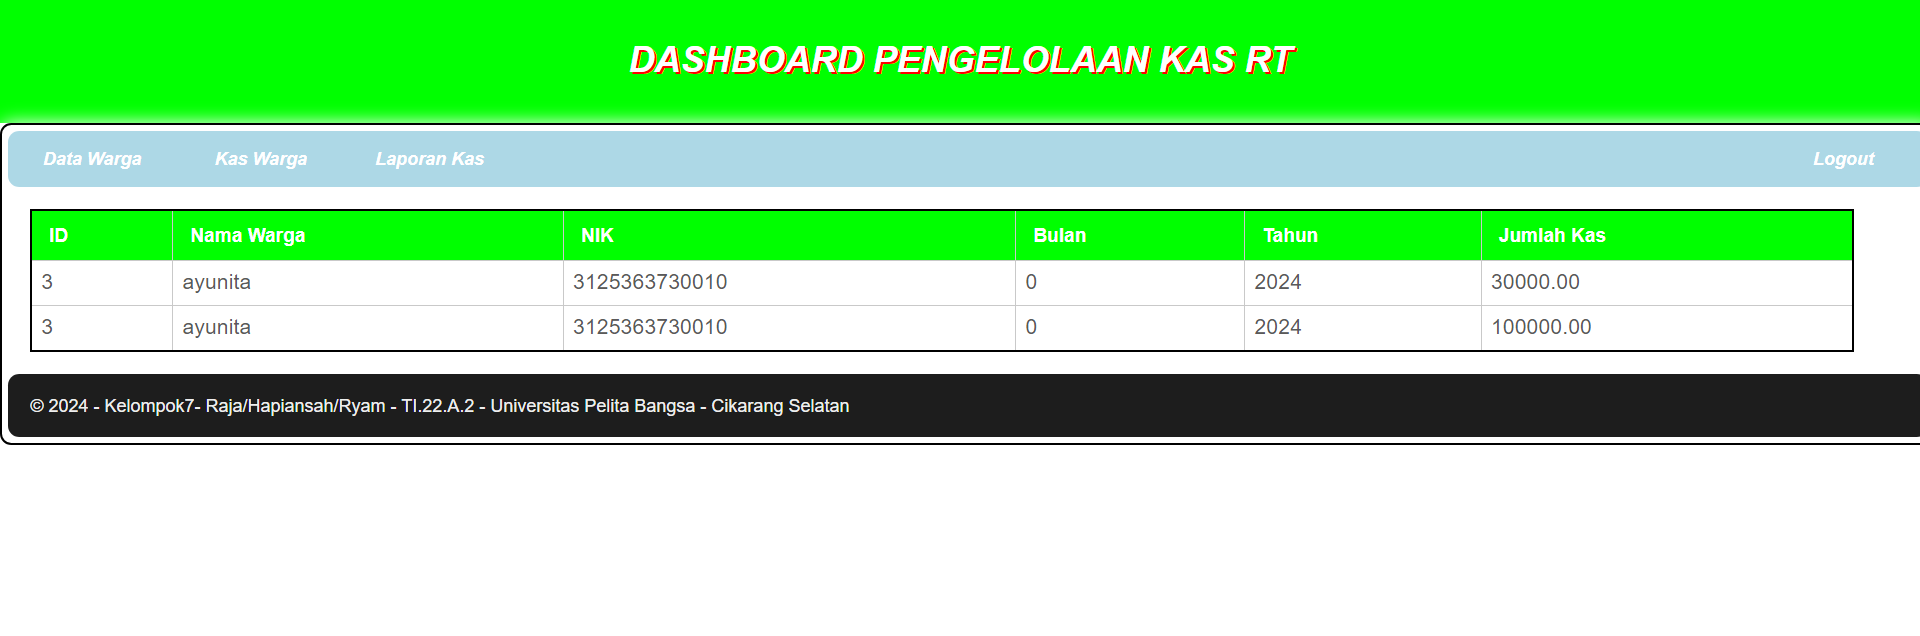 DASHBOARD PENGELOLAAN KAS RT
Data Warga Kas Warga Laporan Kas Logout
ID Nama Warga NIK Bulan Tahun Jumlah Kas
3 ayunita 3125363730010 0 2024 30000.00
3 ayunita 3125363730010 0 2024 100000.00
© 2024 - Kelompok7- Raja/Hapiansah/Ryam - TI.22.A.2 - Universitas Pelita Bangsa - Cikarang Selatan